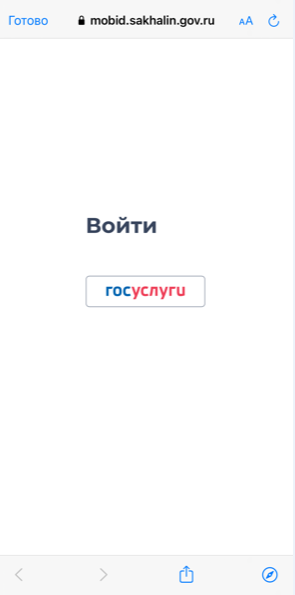 Готово
mobid.sakhalin.gov.ru
AA
Войти
госуслуги